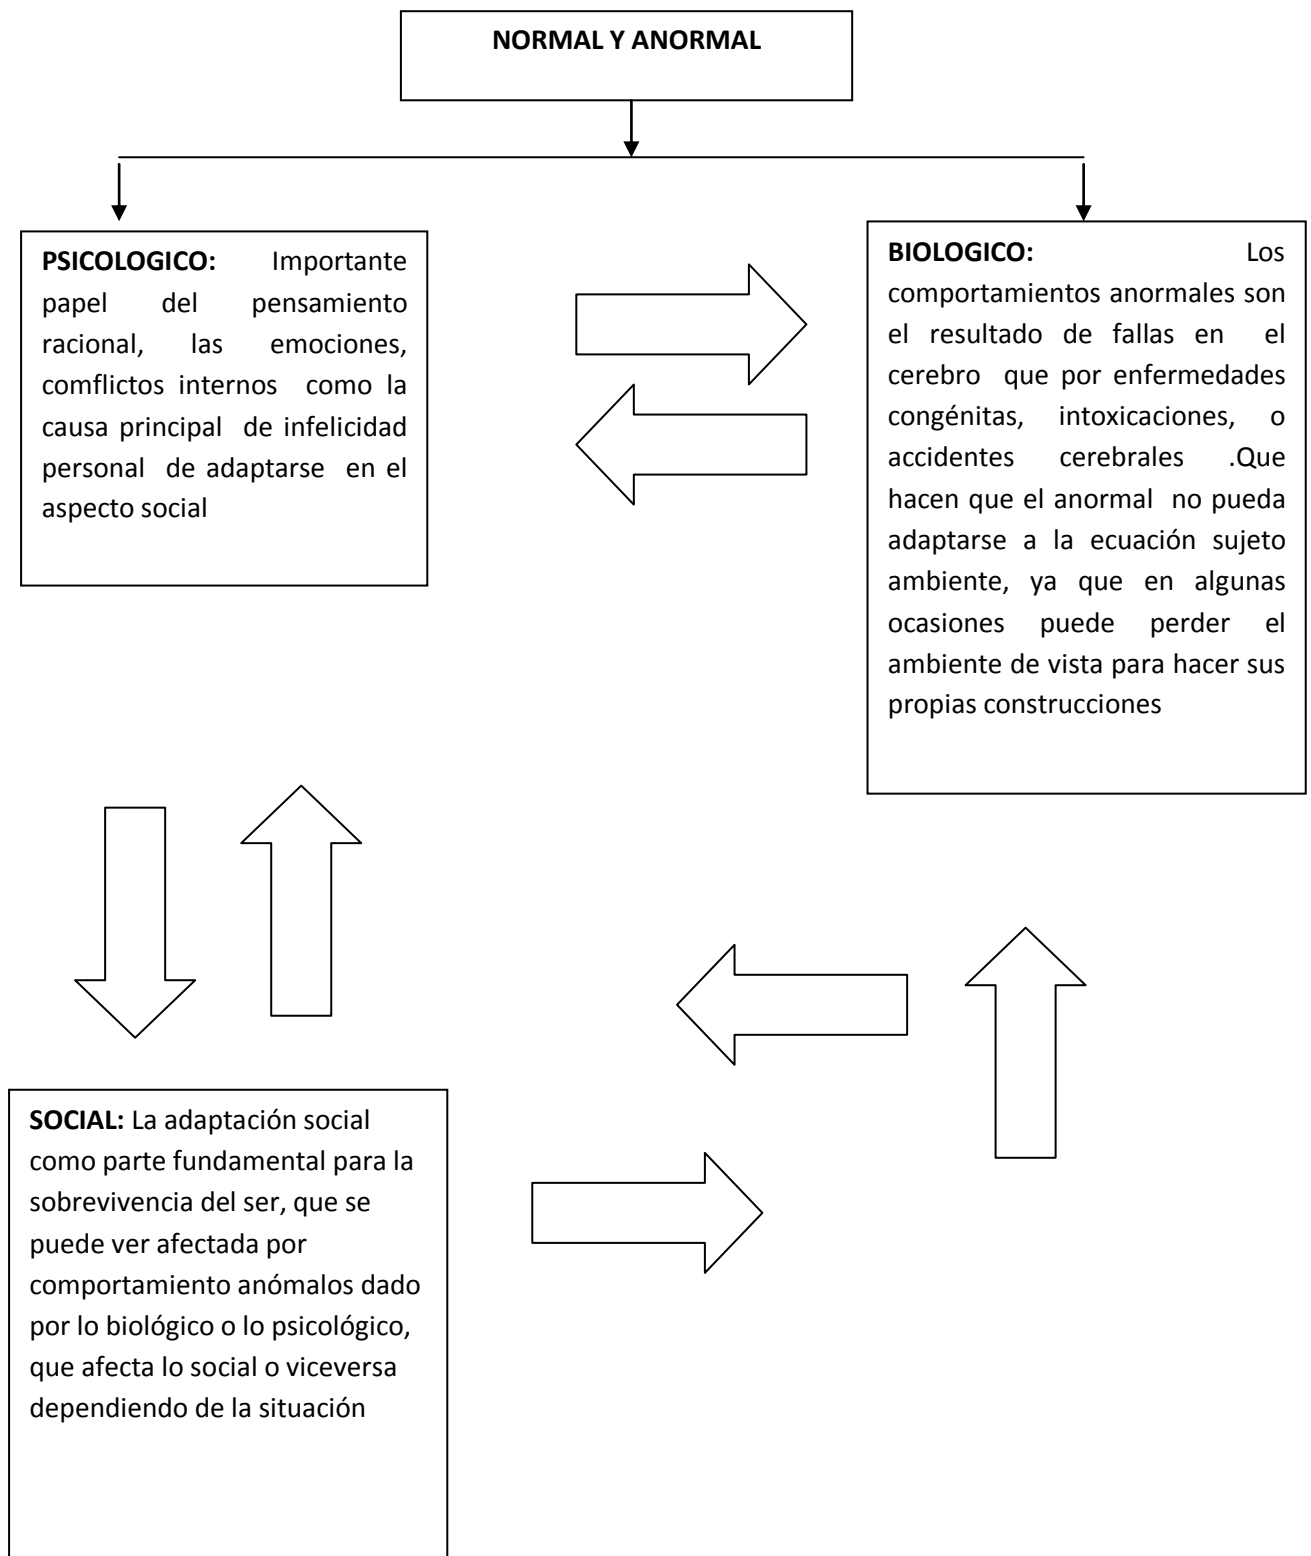 NORMAL Y ANORMAL
PSICOLOGICO: Importante
papel del pensamiento
racional, las emociones,
comflictos internos como la
causa principal de infelicidad
personal de adaptarse en el
aspecto social
BIOLOGICO: Los
comportamientos anormales son
el resultado de fallas en el
cerebro que por enfermedades
congénitas, intoxicaciones, o
accidentes cerebrales .Que
hacen que el anormal no pueda
adaptarse a la ecuación sujeto
ambiente, ya que en algunas
ocasiones puede perder el
ambiente de vista para hacer sus
propias construcciones
SOCIAL: La adaptación social
como parte fundamental para la
sobrevivencia del ser, que se
puede ver afectada por
comportamiento anómalos dado
por lo biológico o lo psicológico,
que afecta lo social o viceversa
dependiendo de la situación